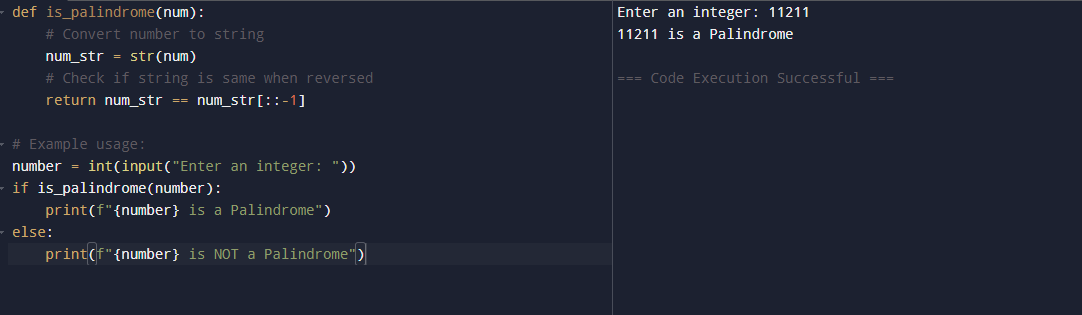 def is_palindrome(num):
    # Convert number to string
    num_str = str(num)
    # Check if string is same when reversed
    return num_str == num_str[::-1]

# Example usage:
number = int(input("Enter an integer: "))
if is_palindrome(number):
    print(f"{number} is a Palindrome")
else:
    print(f"{number} is NOT a Palindrome")
Enter an integer: 11211
11211 is a Palindrome

=== Code Execution Successful ===